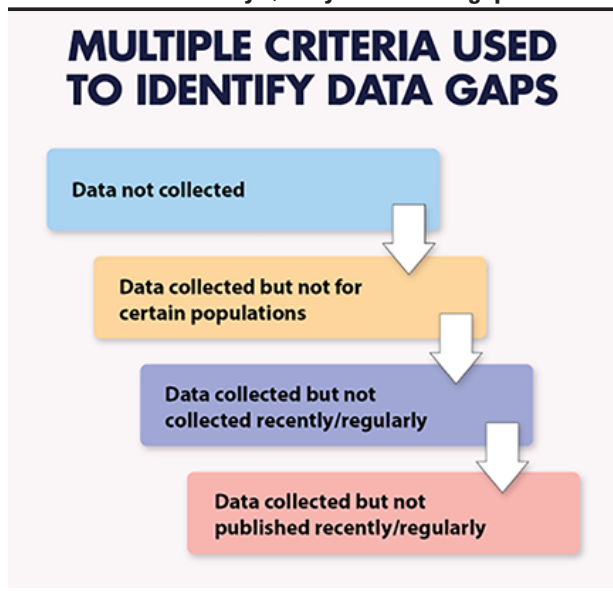 MULTIPLE CRITERIA USED
TO IDENTIFY DATA GAPS
Data not collected
Data collected but not for
certain populations
Data collected but not
collected recently/regularly
Data collected but not
published recently/regularly